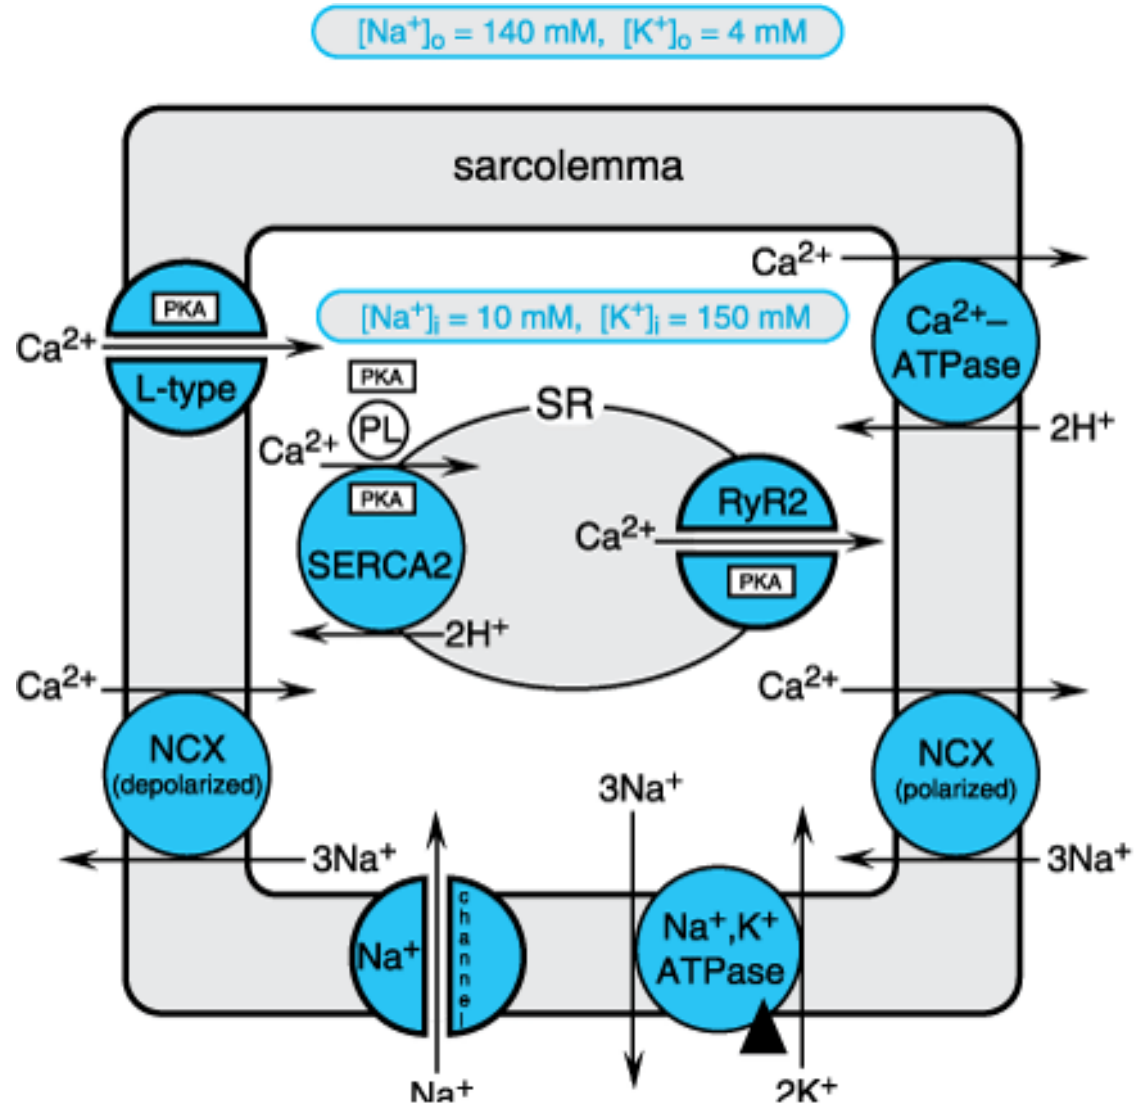 [Na⁺]ₒ = 140 mM, [K⁺]ₒ = 4 mM
sarcolemma
Ca²⁺
PKA
[Na⁺]ᵢ = 10 mM, [K⁺]ᵢ = 150 mM
Ca²⁺–
ATPase
Ca²⁺
L-type
PKA
SR
PL
2H⁺
Ca²⁺
PKA
RyR2
Ca²⁺
SERCA2
PKA
2H⁺
Ca²⁺
Ca²⁺
NCX
(depolarized)
NCX
(polarized)
3Na⁺
3Na⁺
3Na⁺
Na⁺
channel
Na⁺,K⁺
ATPase
Na⁺
2K⁺